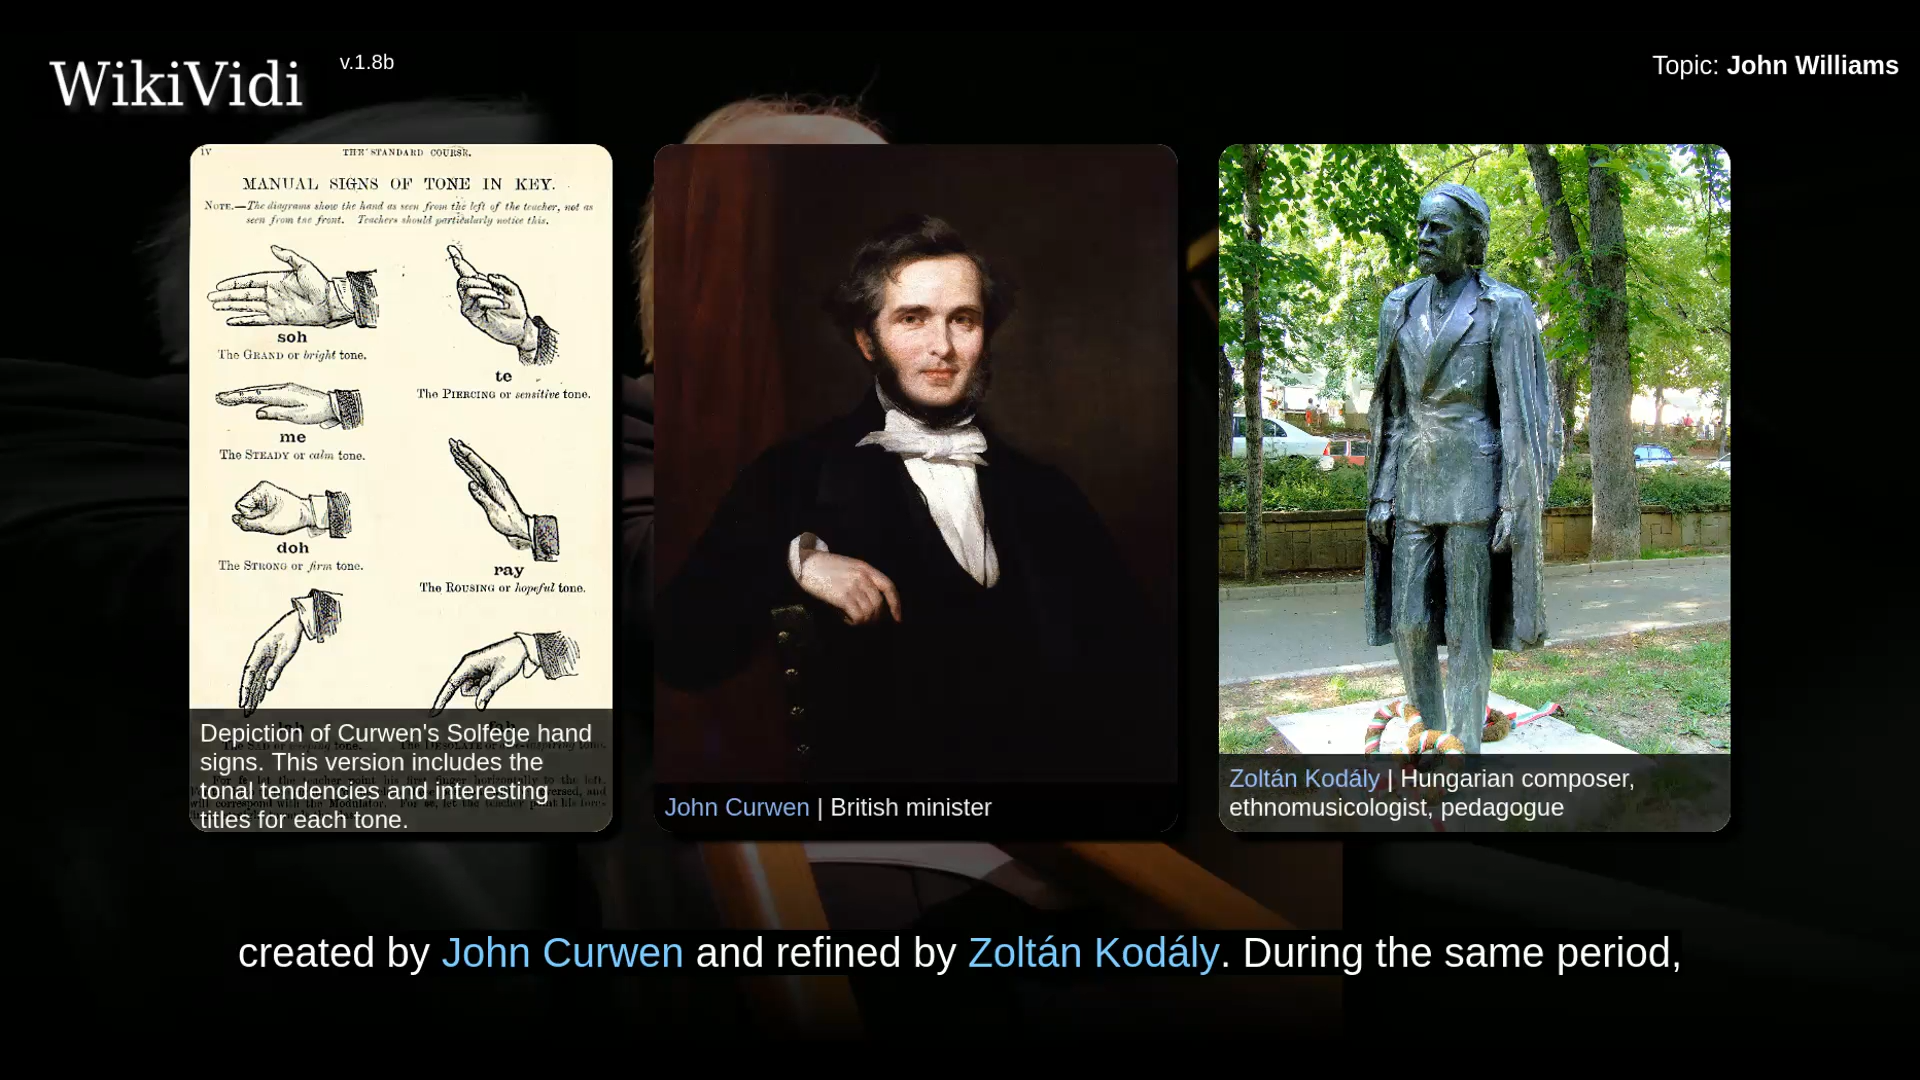 WikiVidi
v.1.8b
Topic: John Williams
IV
THE STANDARD COURSE.
MANUAL SIGNS OF TONE IN KEY.
NOTE.—The diagrams show the hand as seen from the left of the teacher, not as
seen from the front. Teachers should particularly notice this.
soh
The GRAND or bright tone.
te
The PIERCING or sensitive tone.
me
The STEADY or calm tone.
doh
The STRONG or firm tone.
ray
The ROUSING or hopeful tone.
Depiction of Curwen's Solfege hand
signs. This version includes the
tonal tendencies and interesting
titles for each tone.
John Curwen | British minister
Zoltán Kodály | Hungarian composer,
ethnomusicologist, pedagogue
created by John Curwen and refined by Zoltán Kodály. During the same period,